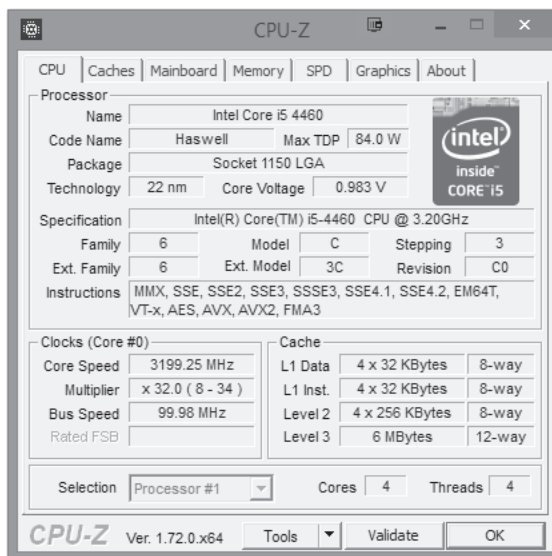 CPU-Z
CPU Caches Mainboard Memory SPD Graphics About
Processor
Name Intel Core i5 4460
Code Name Haswell Max TDP 84.0 W
Package Socket 1150 LGA
Technology 22 nm Core Voltage 0.983 V
intel
inside™
CORE™ i5
Specification Intel(R) Core(TM) i5-4460 CPU @ 3.20GHz
Family 6 Model C Stepping 3
Ext. Family 6 Ext. Model 3C Revision C0
Instructions MMX, SSE, SSE2, SSE3, SSSE3, SSE4.1, SSE4.2, EM64T,
VT-x, AES, AVX, AVX2, FMA3
Clocks (Core #0)
Core Speed 3199.25 MHz
Multiplier x 32.0 ( 8 - 34 )
Bus Speed 99.98 MHz
Rated FSB
Cache
L1 Data 4 x 32 KBytes 8-way
L1 Inst. 4 x 32 KBytes 8-way
Level 2 4 x 256 KBytes 8-way
Level 3 6 MBytes 12-way
Selection Processor #1 Cores 4 Threads 4
CPU-Z Ver. 1.72.0.x64 Tools Validate OK